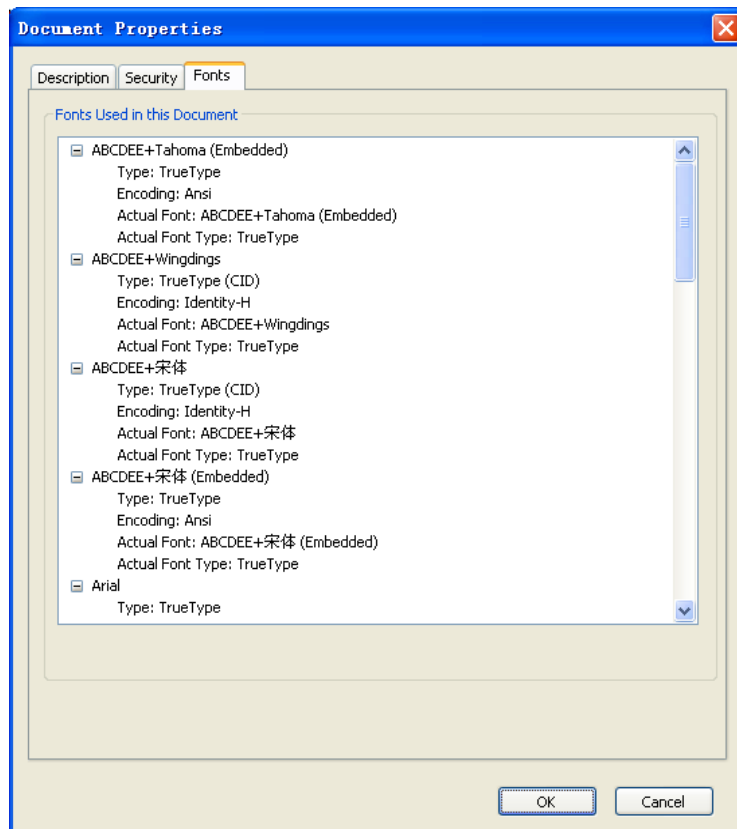 Document Properties
Description Security Fonts
Fonts Used in this Document
ABCDEE+Tahoma (Embedded)
Type: TrueType
Encoding: Ansi
Actual Font: ABCDEE+Tahoma (Embedded)
Actual Font Type: TrueType
ABCDEE+Wingdings
Type: TrueType (CID)
Encoding: Identity-H
Actual Font: ABCDEE+Wingdings
Actual Font Type: TrueType
ABCDEE+宋体
Type: TrueType (CID)
Encoding: Identity-H
Actual Font: ABCDEE+宋体
Actual Font Type: TrueType
ABCDEE+宋体 (Embedded)
Type: TrueType
Encoding: Ansi
Actual Font: ABCDEE+宋体 (Embedded)
Actual Font Type: TrueType
Arial
Type: TrueType
OK Cancel